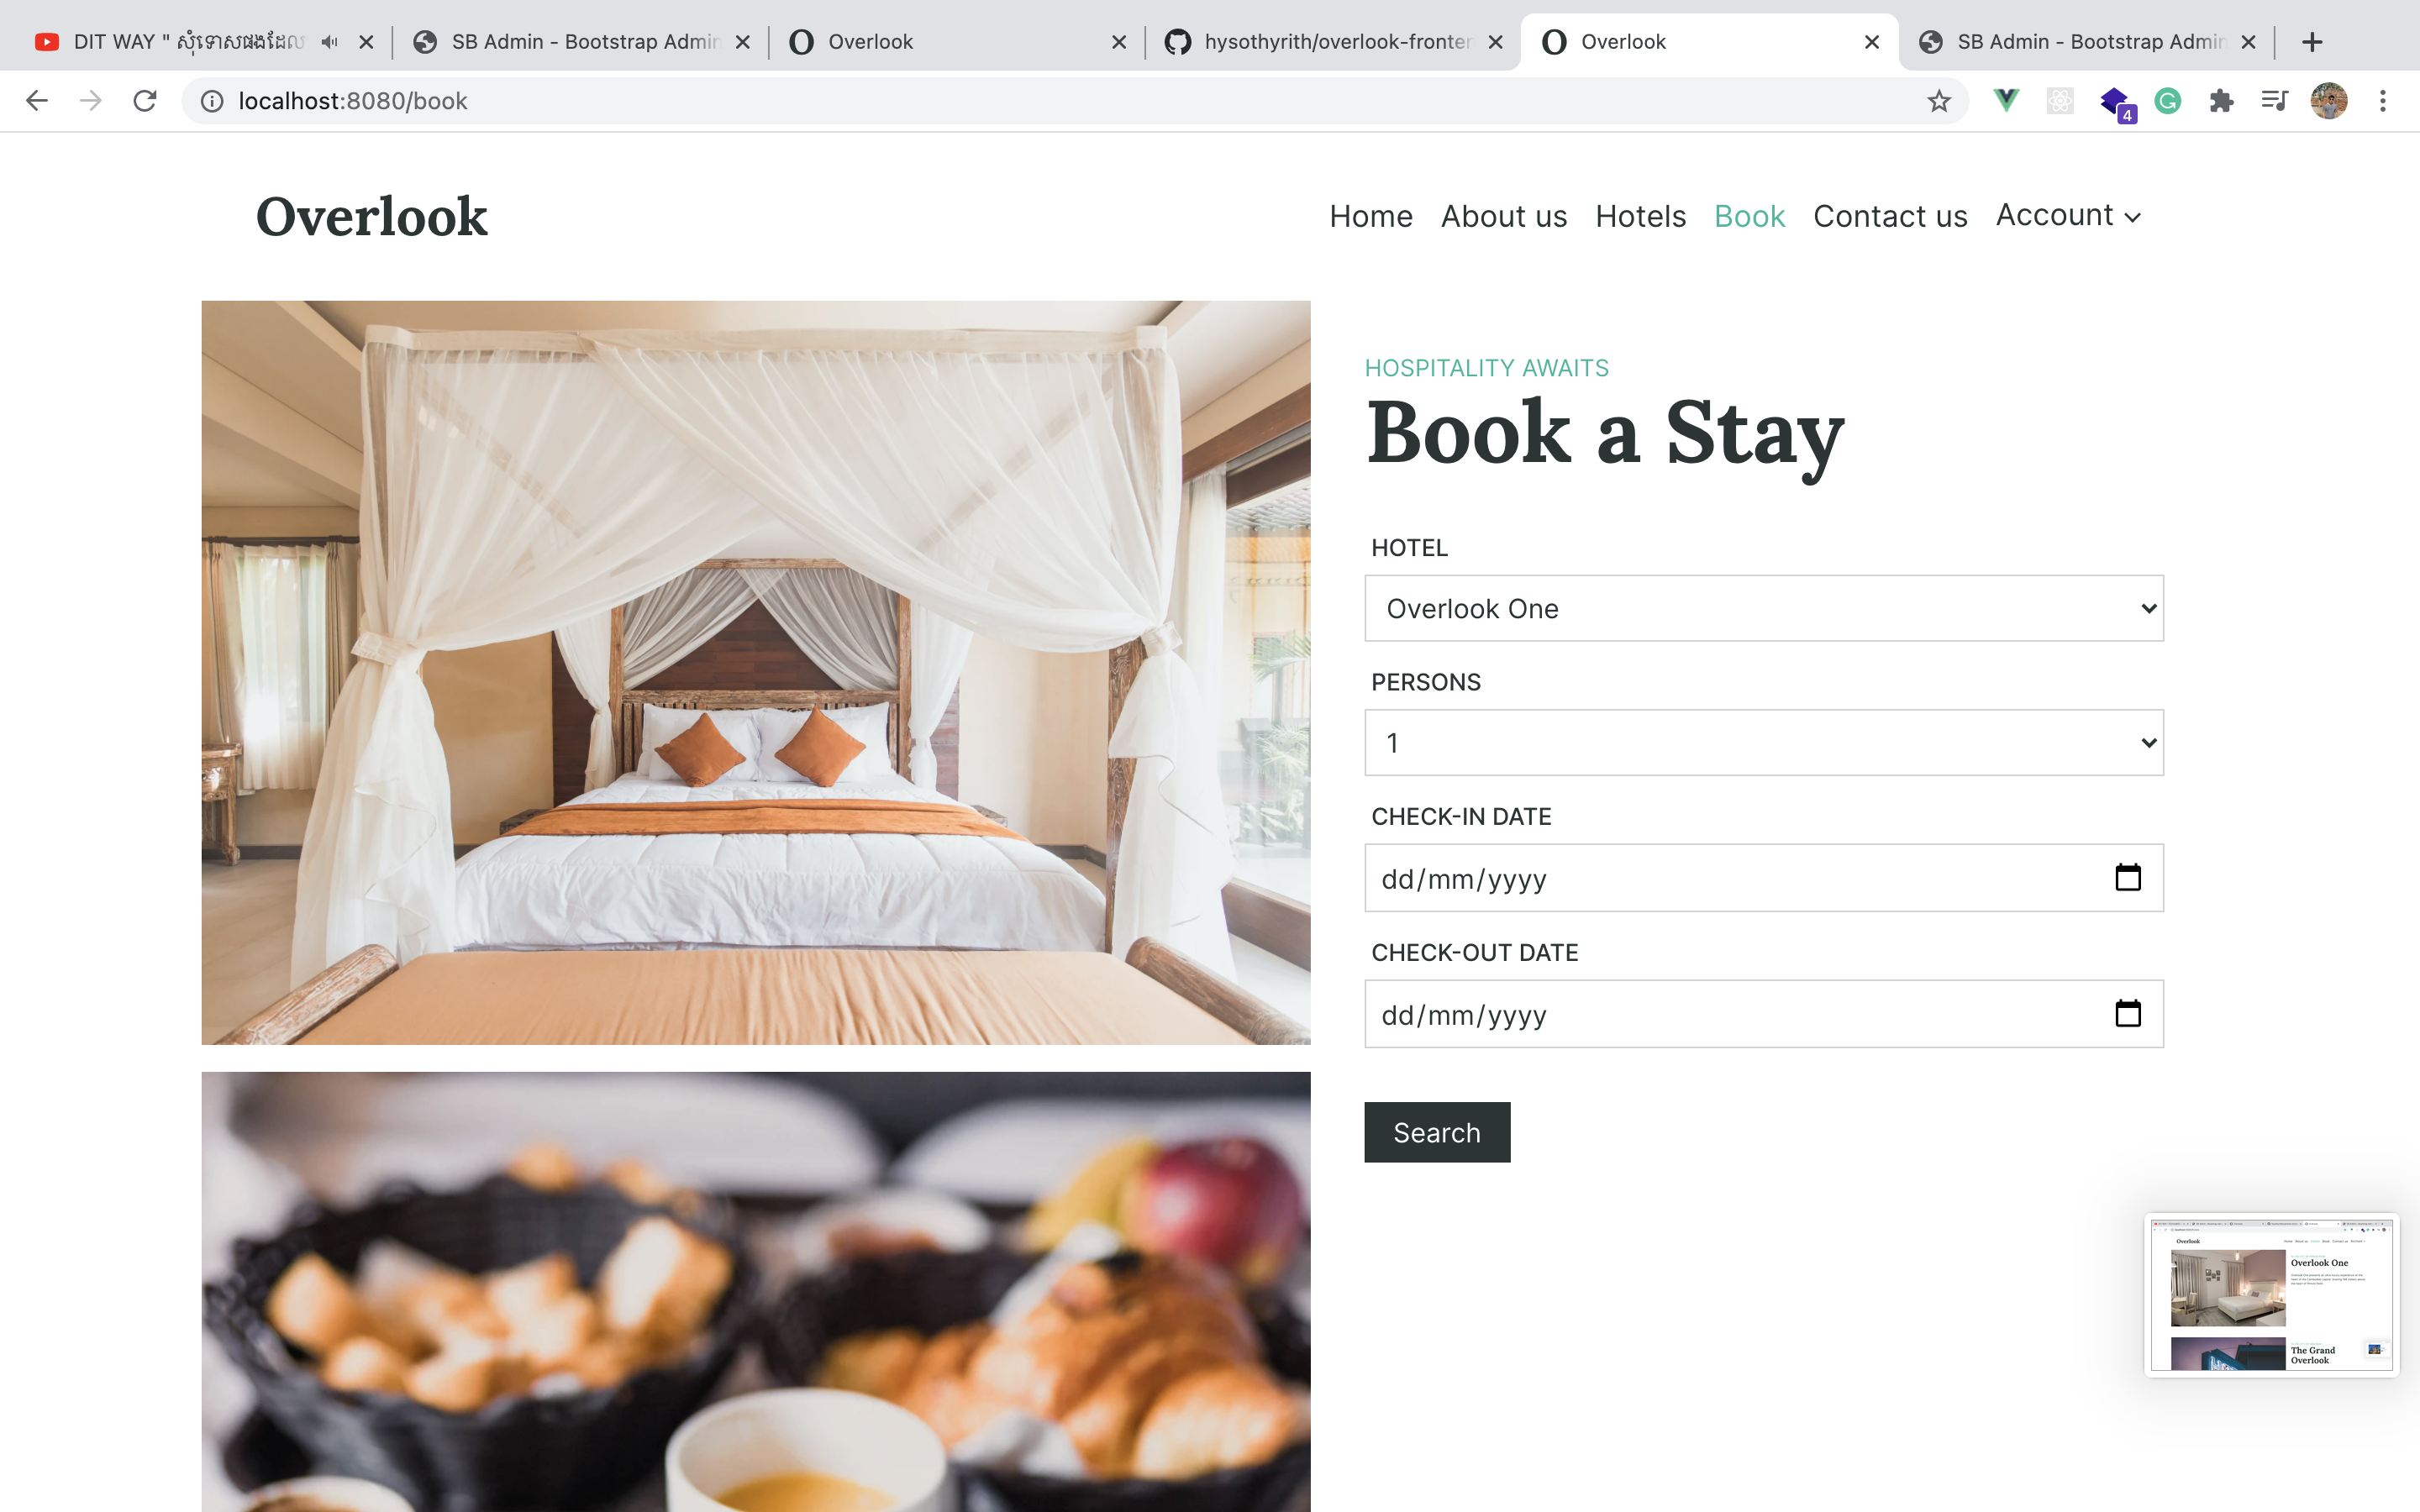 DIT WAY " សុំទោសផងដែល
SB Admin - Bootstrap Admin
Overlook
hysothyrith/overlook-fronten
Overlook
SB Admin - Bootstrap Admin
localhost:8080/book
4
Overlook
Home
About us
Hotels
Book
Contact us
Account
HOSPITALITY AWAITS
Book a Stay
HOTEL
Overlook One
PERSONS
1
CHECK-IN DATE
dd/mm/yyyy
CHECK-OUT DATE
dd/mm/yyyy
Search
Overlook
Overlook One
The Grand
Overlook